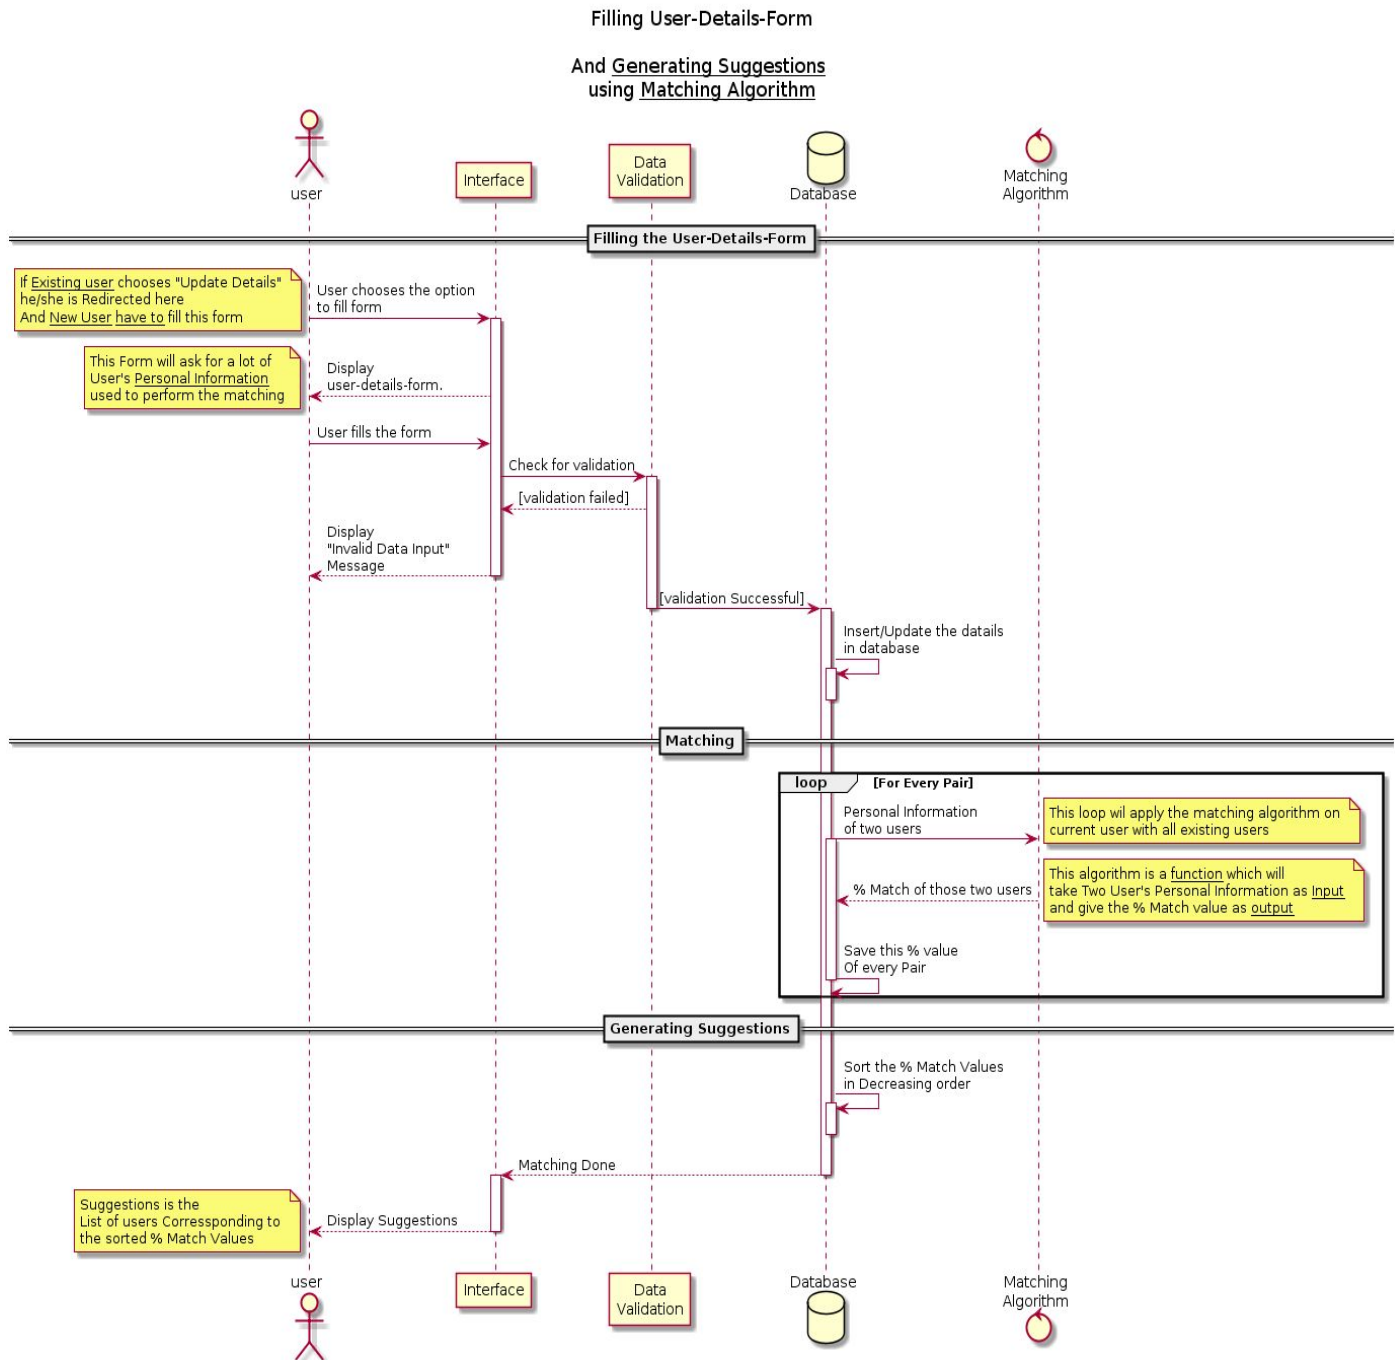 Filling User-Details-Form
And Generating Suggestions
using Matching Algorithm
user
Interface
Data
Validation
Database
Matching
Algorithm
Filling the User-Details-Form
If Existing user chooses "Update Details"
he/she is Redirected here
And New User have to fill this form
User chooses the option
to fill form
This Form will ask for a lot of
User's Personal Information
used to perform the matching
Display
user-details-form.
User fills the form
Check for validation
[validation failed]
Display
"Invalid Data Input"
Message
[validation Successful]
Insert/Update the datails
in database
Matching
loop
[For Every Pair]
Personal Information
of two users
This loop wil apply the matching algorithm on
current user with all existing users
% Match of those two users
This algorithm is a function which will
take Two User's Personal Information as Input
and give the % Match value as output
Save this % value
Of every Pair
Generating Suggestions
Sort the % Match Values
in Decreasing order
Matching Done
Suggestions is the
List of users Corressponding to
the sorted % Match Values
Display Suggestions
user
Interface
Data
Validation
Database
Matching
Algorithm